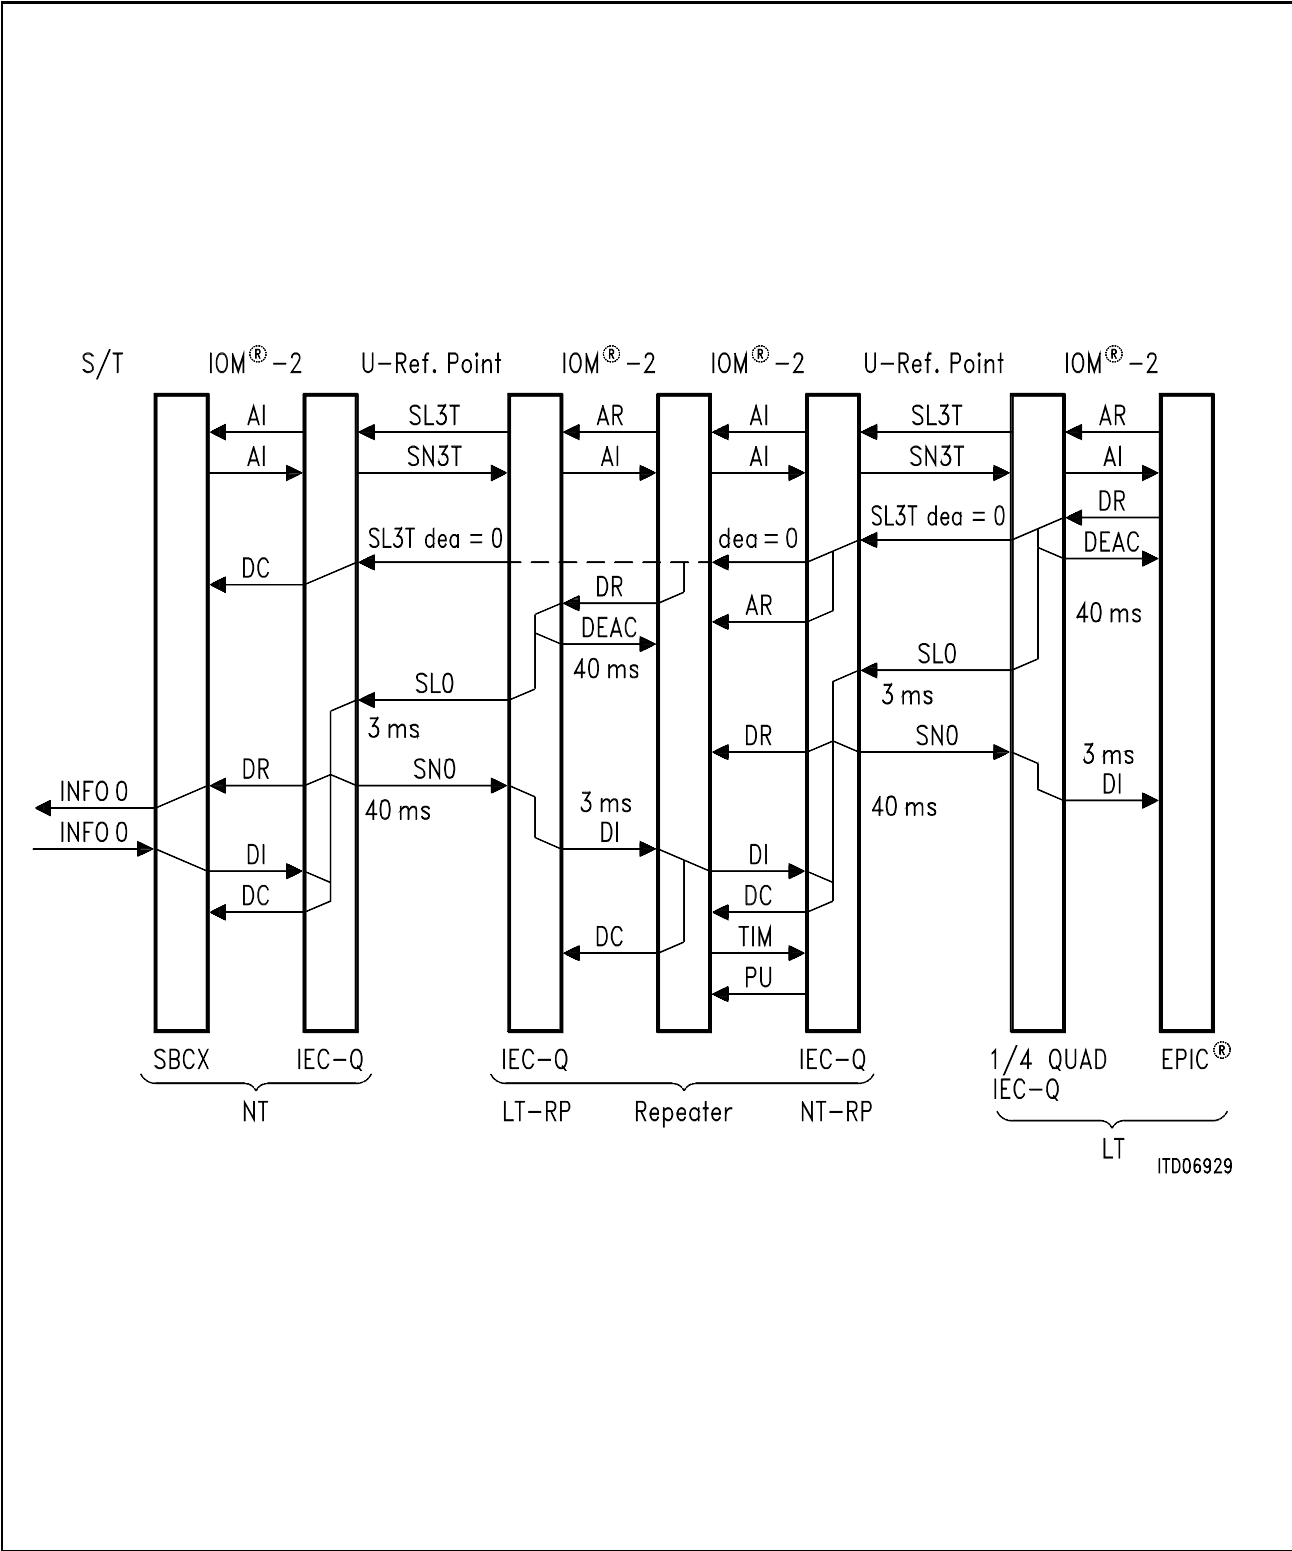 S/T IOM®-2 U-Ref. Point IOM®-2 IOM®-2 U-Ref. Point IOM®-2
AI SL3T AR AI SL3T AR
AI SN3T AI AI SN3T AI
DR
SL3T dea = 0
SL3T dea = 0 dea = 0 DEAC
DC
DR AR 40 ms
DEAC
40 ms SL0
SL0 3 ms
3 ms
DR SN0
3 ms
DR SN0 DI
INFO 0 3 ms
40 ms 40 ms
INFO 0 DI
DI DI
DC DC
DC TIM
PU
SBCX IEC-Q IEC-Q IEC-Q 1/4 QUAD EPIC®
IEC-Q
NT LT-RP Repeater NT-RP
LT
ITD06929